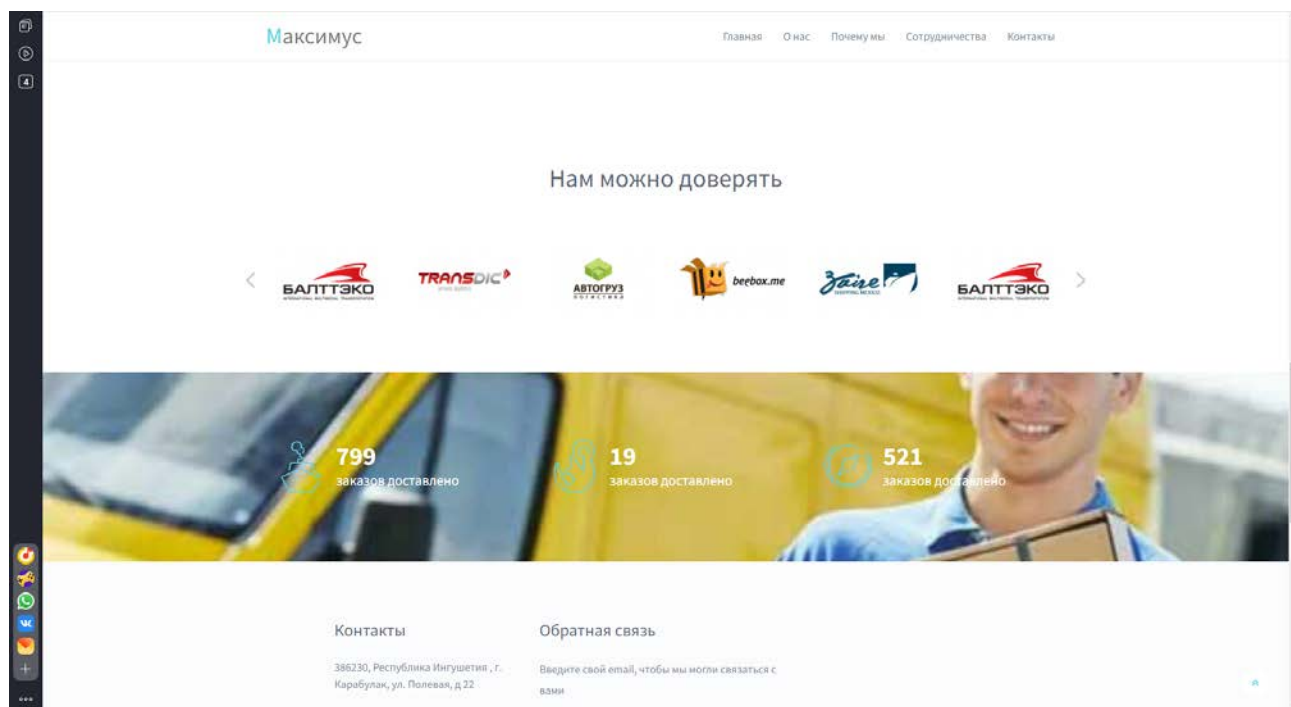 Максимус
Главная О нас Почему мы Сотрудничества Контакты
4
Нам можно доверять
БАЛТТЭКО
TRANSDIC
АВТОГРУЗ
ЛОГИСТИКА
beebox.me
Zaire
БАЛТТЭКО
799
заказов доставлено
19
заказов доставлено
521
заказов доставлено
Контакты
386230, Республика Ингушетия , г.
Карабулак, ул. Полевая, д 22
Обратная связь
Введите свой email, чтобы мы могли связаться с
вами